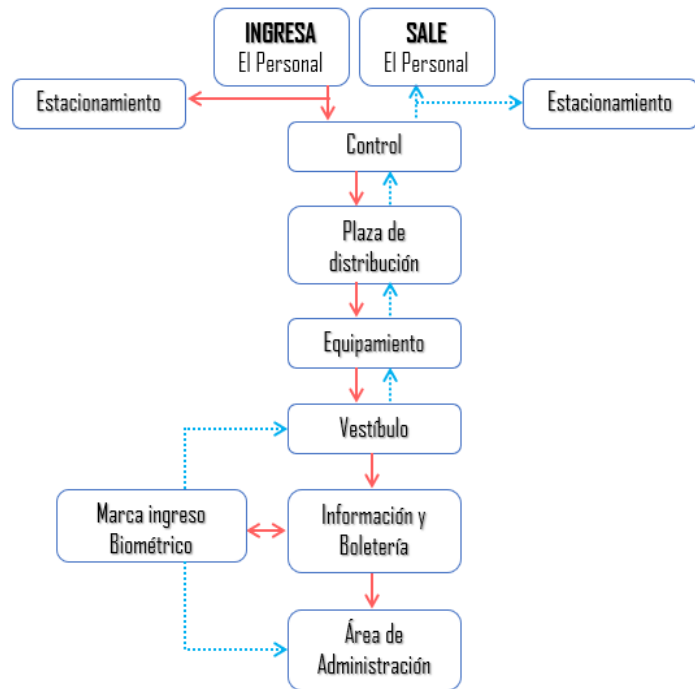 INGRESA
El Personal
SALE
El Personal
Estacionamiento
Estacionamiento
Control
Plaza de
distribución
Equipamiento
Vestíbulo
Marca ingreso
Biométrico
Información y
Boletería
Área de
Administración